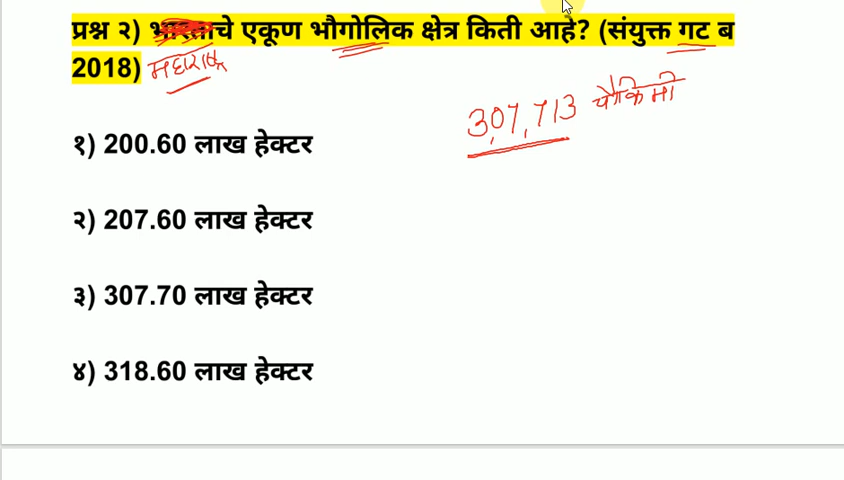 प्रश्न २) भारताचे एकूण भौगोलिक क्षेत्र किती आहे? (संयुक्त गट ब
2018) महाराष्ट्र
307,713 चौकिमी
१) 200.60 लाख हेक्टर
२) 207.60 लाख हेक्टर
३) 307.70 लाख हेक्टर
४) 318.60 लाख हेक्टर